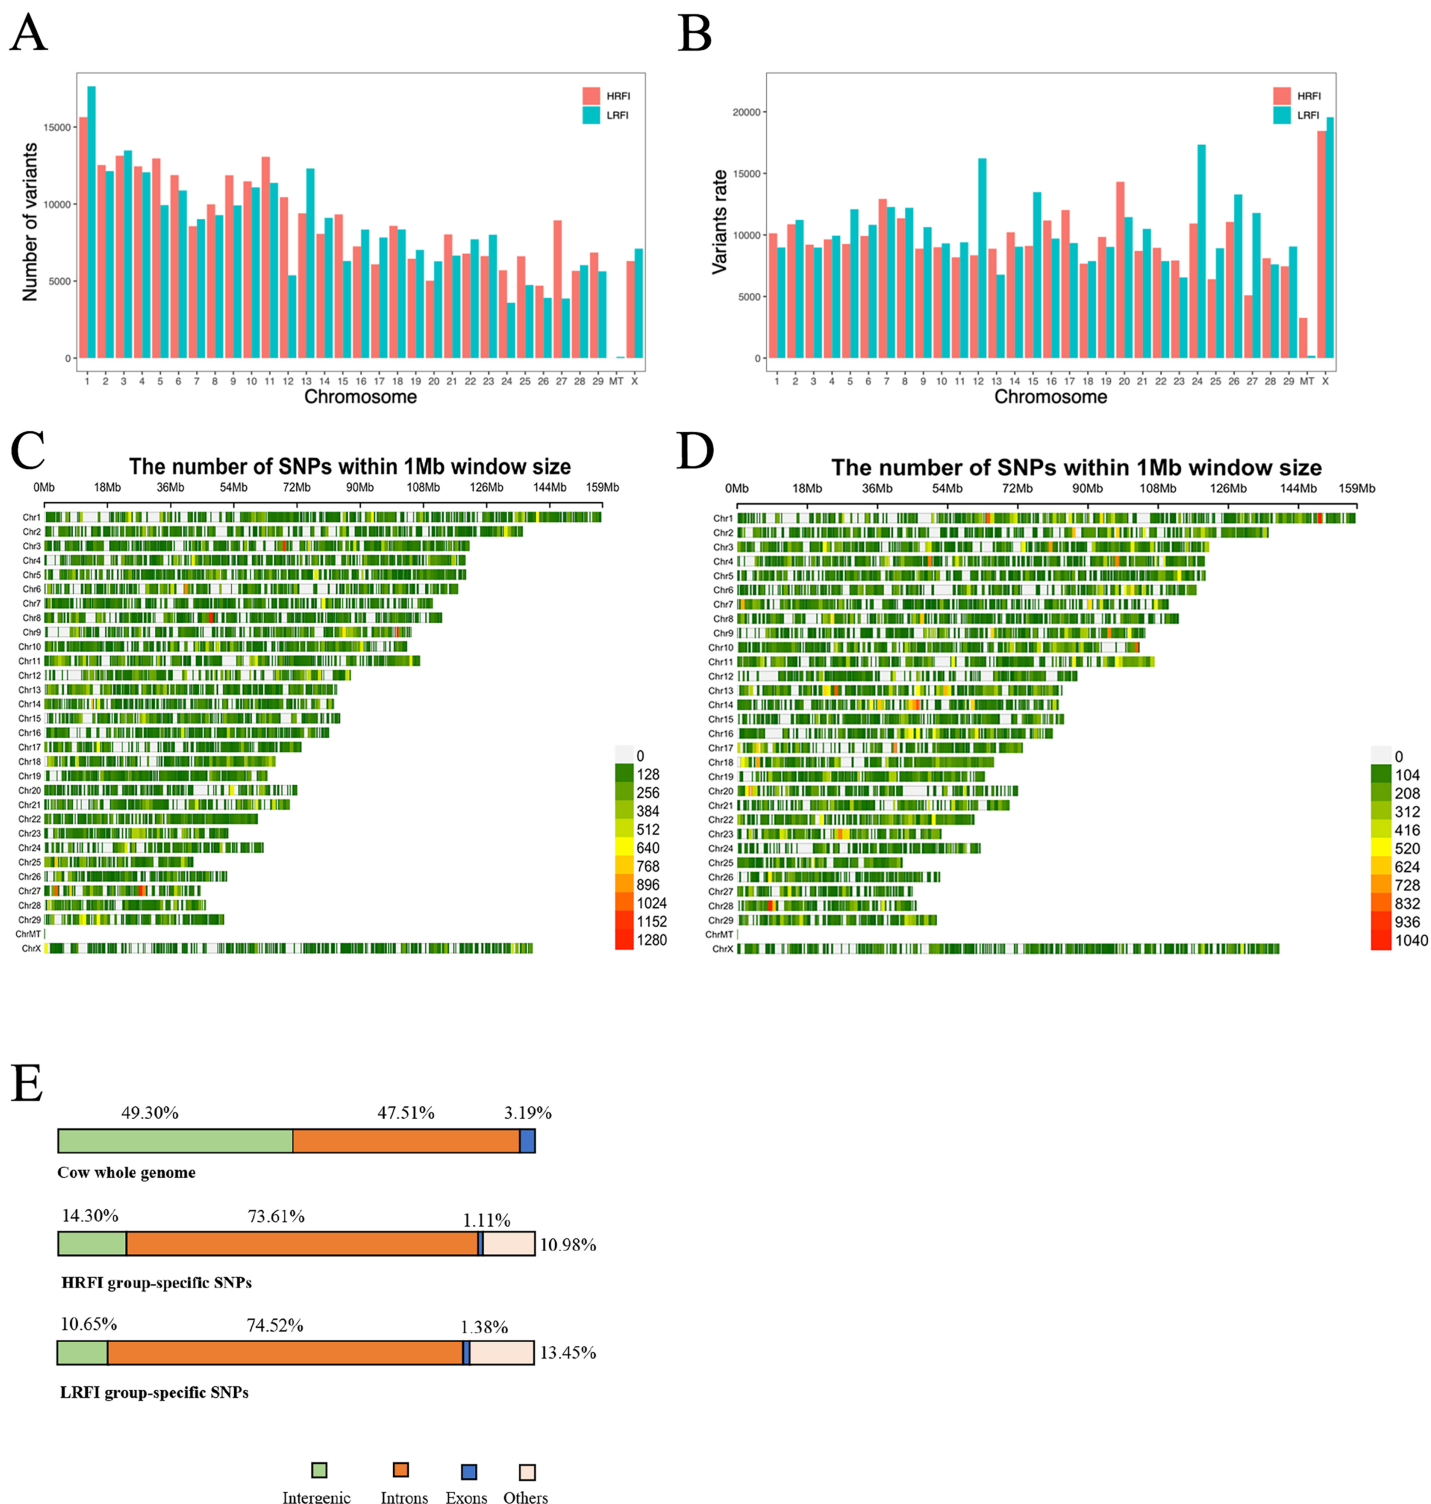 A
B
HRFI
LRFI
Number of variants
15000
10000
5000
0
1 2 3 4 5 6 7 8 9 10 11 12 13 14 15 16 17 18 19 20 21 22 23 24 25 26 27 28 29 MT X
Chromosome
HRFI
LRFI
Variants rate
20000
15000
10000
5000
0
1 2 3 4 5 6 7 8 9 10 11 12 13 14 15 16 17 18 19 20 21 22 23 24 25 26 27 28 29 MT X
Chromosome
C
The number of SNPs within 1Mb window size
0Mb 18Mb 36Mb 54Mb 72Mb 90Mb 108Mb 126Mb 144Mb 159Mb
Chr1
Chr2
Chr3
Chr4
Chr5
Chr6
Chr7
Chr8
Chr9
Chr10
Chr11
Chr12
Chr13
Chr14
Chr15
Chr16
Chr17
Chr18
Chr19
Chr20
Chr21
Chr22
Chr23
Chr24
Chr25
Chr26
Chr27
Chr28
Chr29
ChrMT
ChrX
0
128
256
384
512
640
768
896
1024
1152
1280
D
The number of SNPs within 1Mb window size
0Mb 18Mb 36Mb 54Mb 72Mb 90Mb 108Mb 126Mb 144Mb 159Mb
Chr1
Chr2
Chr3
Chr4
Chr5
Chr6
Chr7
Chr8
Chr9
Chr10
Chr11
Chr12
Chr13
Chr14
Chr15
Chr16
Chr17
Chr18
Chr19
Chr20
Chr21
Chr22
Chr23
Chr24
Chr25
Chr26
Chr27
Chr28
Chr29
ChrMT
ChrX
0
104
208
312
416
520
624
728
832
936
1040
E
49.30% 47.51% 3.19%
Cow whole genome
14.30% 73.61% 1.11%
10.98%
HRFI group-specific SNPs
10.65% 74.52% 1.38%
13.45%
LRFI group-specific SNPs
Intergenic Introns Exons Others